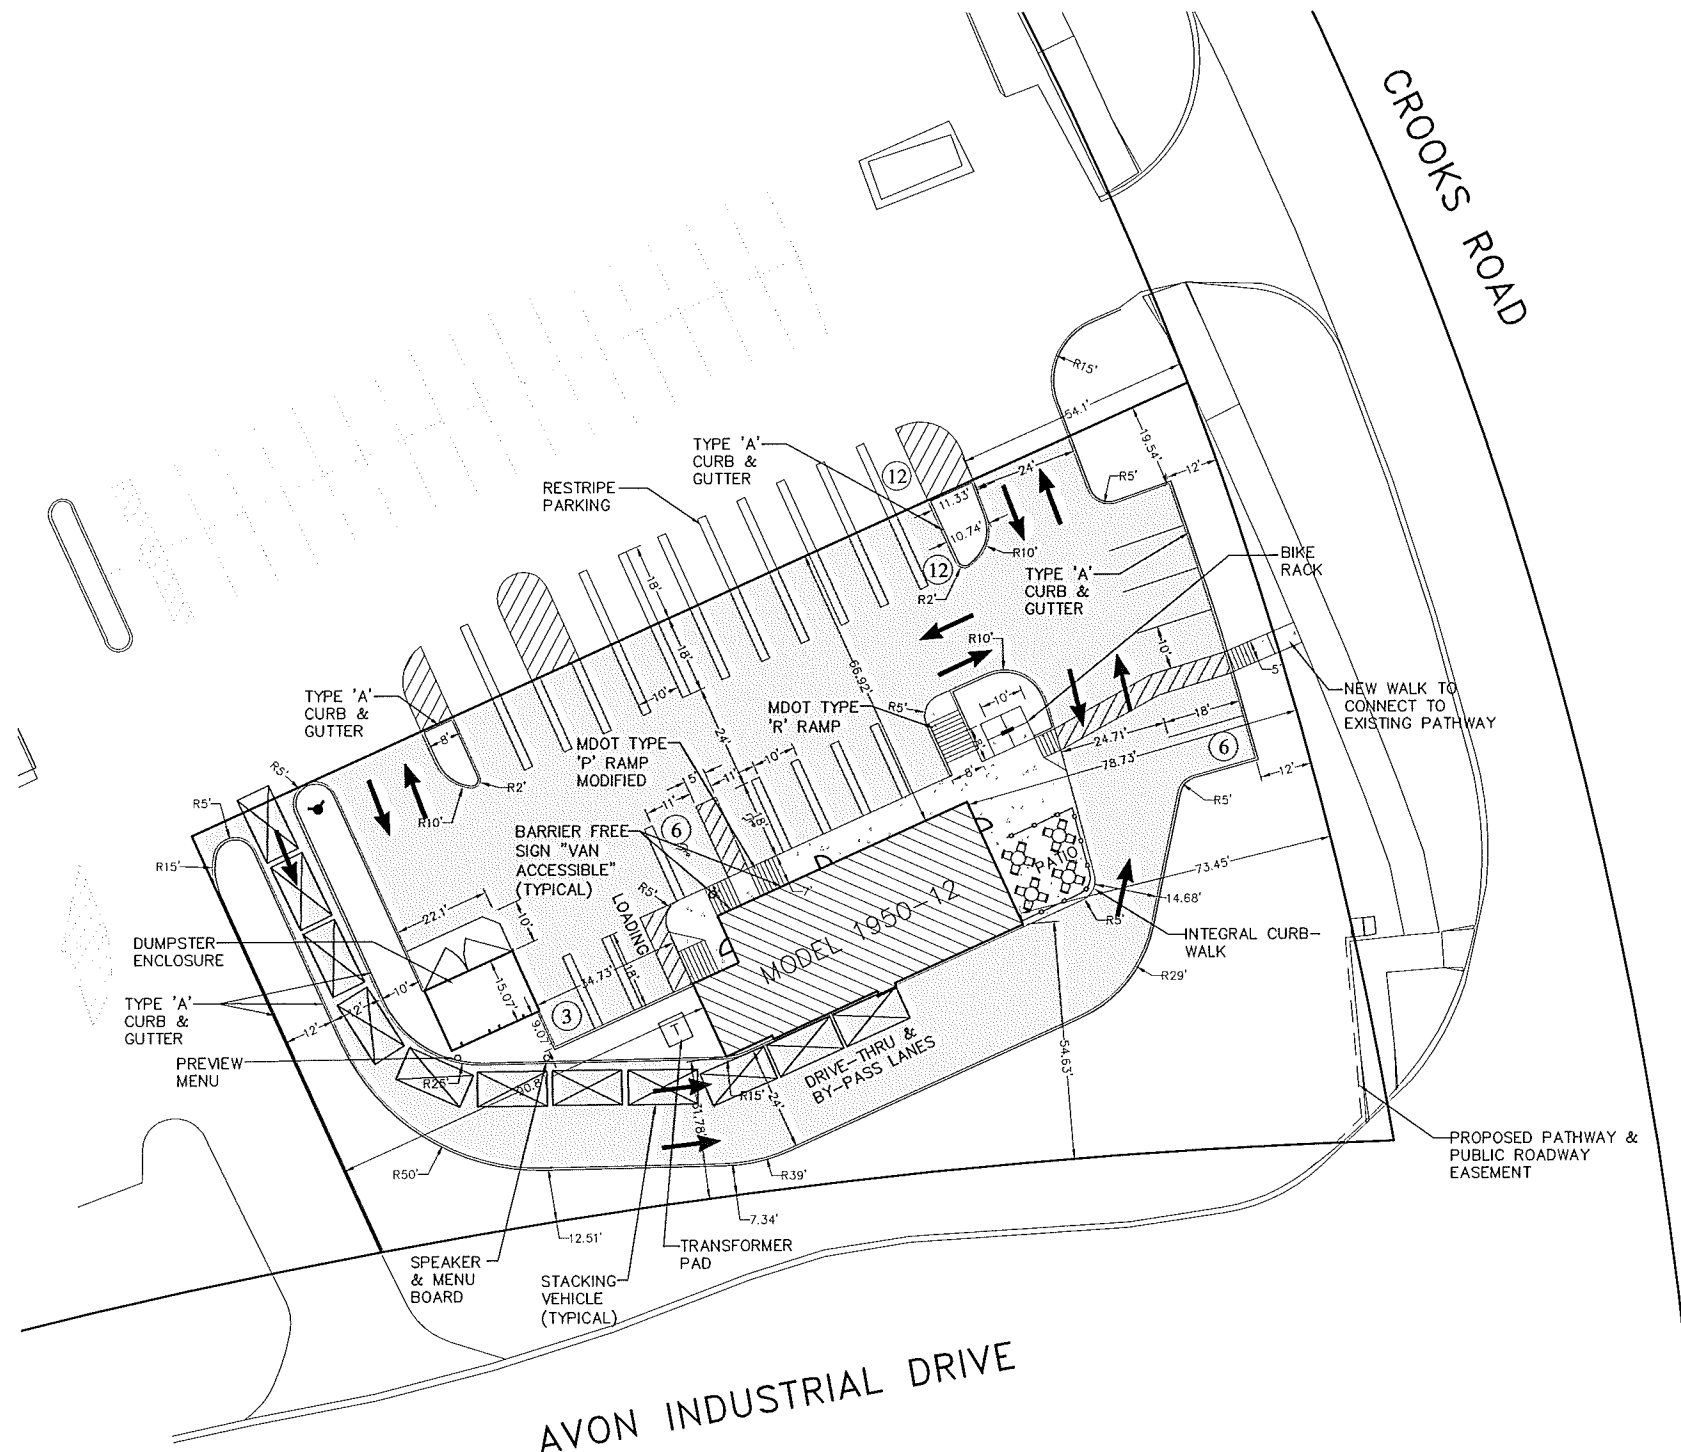 CROOKS ROAD
R15'
54.1'
19.54'
12'
TYPE 'A'
CURB &
GUTTER
12
24'
R5'
RESTRIPE
PARKING
11.33'
10.74'
R10'
12
R2'
TYPE 'A'
CURB &
GUTTER
BIKE
RACK
18'
18'
10'
66.92'
R10'
10'
5'
TYPE 'A'
CURB &
GUTTER
8'
R5'
10'
MDOT TYPE
'R' RAMP
NEW WALK TO
CONNECT TO
EXISTING PATHWAY
18'
24.71'
78.73'
6
8'
12'
R5'
MDOT TYPE
'P' RAMP
MODIFIED
24'
5'
11'
10'
11'
18'
R5'
R2'
R10'
R5'
R15'
6
BARRIER FREE
SIGN "VAN
ACCESSIBLE"
(TYPICAL)
7'
R5'
8'
PATIO
73.45'
14.68'
R5'
22.1'
10'
LOADING
MODEL 1950-12
INTEGRAL CURB-
WALK
DUMPSTER
ENCLOSURE
R29'
34.73'
18'
15.07'
10'
TYPE 'A'
CURB &
GUTTER
12'
12'
3
9.07'
T
PREVIEW
MENU
R25'
DRIVE-THRU &
BY-PASS LANES
54.63'
R15'
24'
PROPOSED PATHWAY &
PUBLIC ROADWAY
EASEMENT
R50'
R39'
7.34'
12.51'
SPEAKER
& MENU
BOARD
TRANSFORMER
PAD
STACKING
VEHICLE
(TYPICAL)
AVON INDUSTRIAL DRIVE